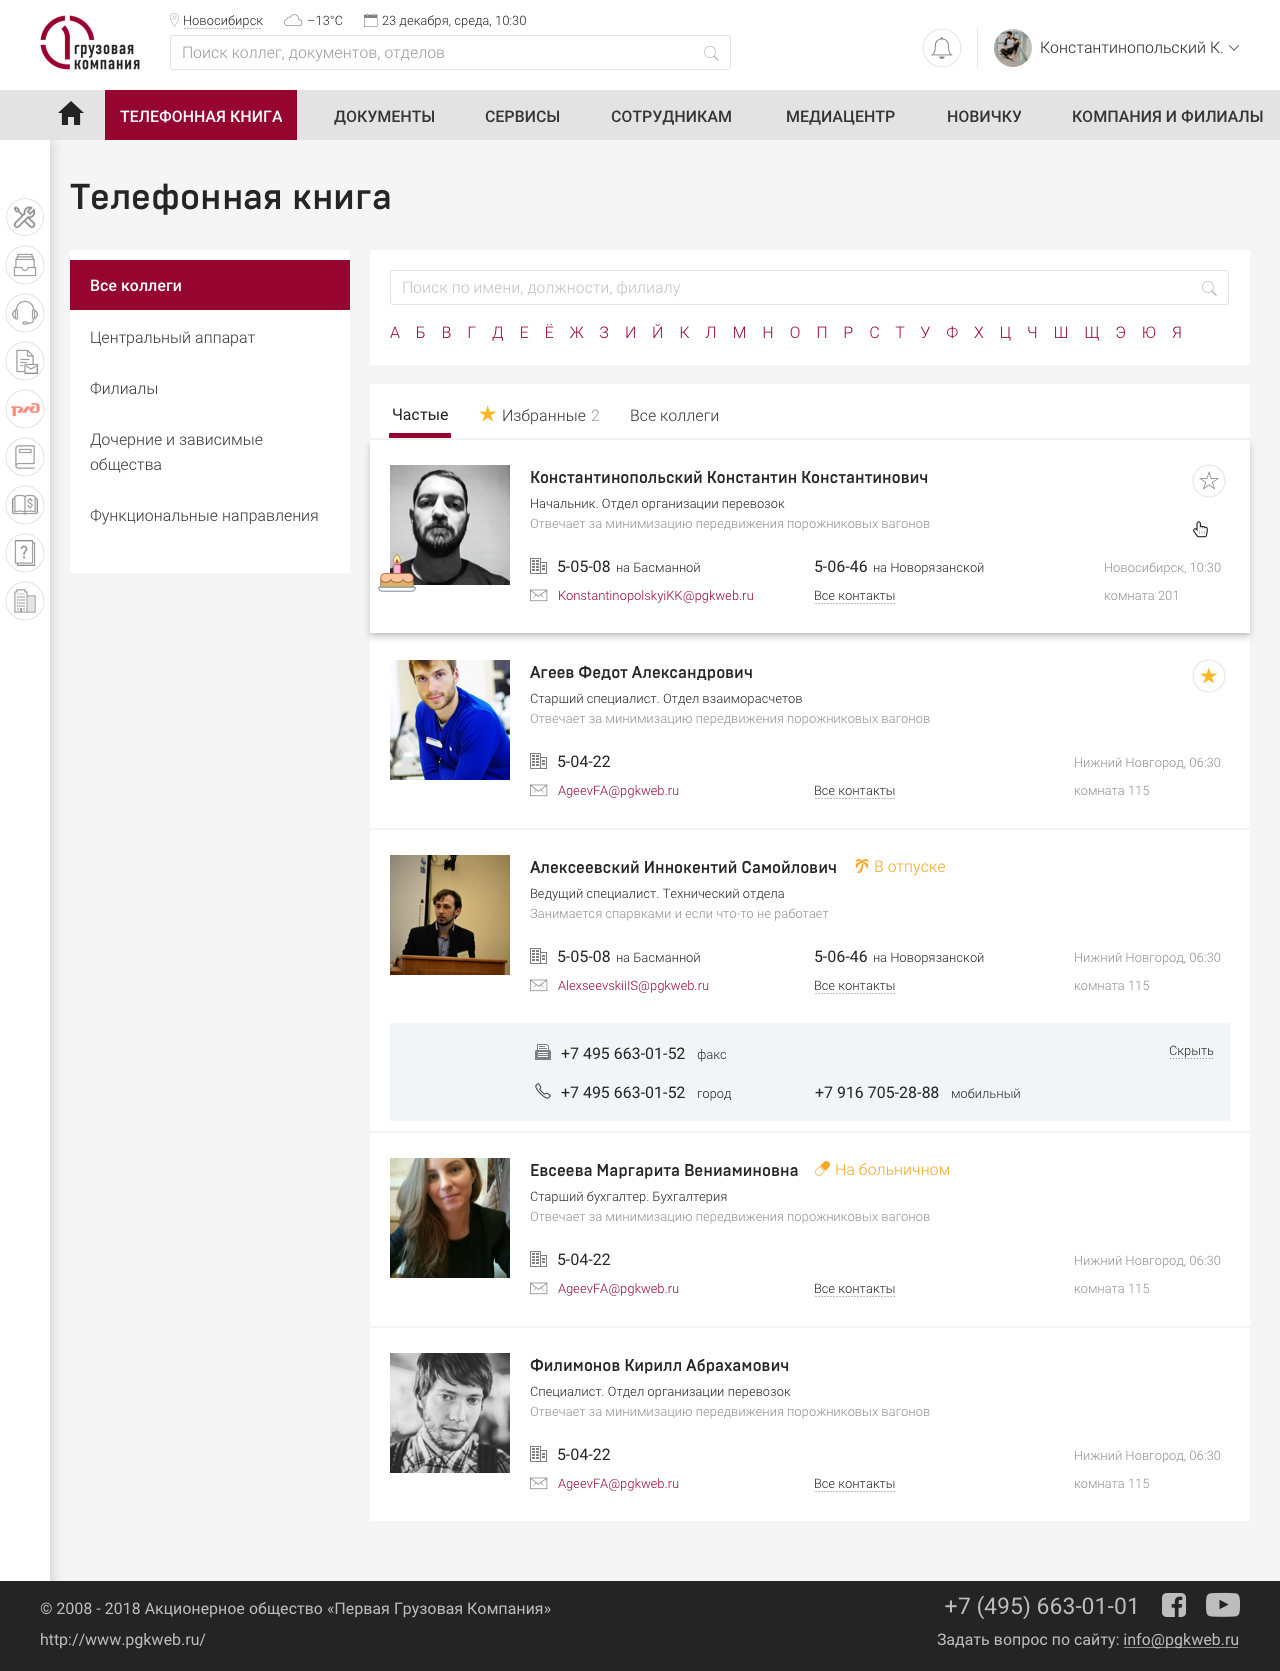 1 грузовая
компания
Новосибирск −13°C 23 декабря, среда, 10:30
Поиск коллег, документов, отделов
Константинопольский К.
ТЕЛЕФОННАЯ КНИГА ДОКУМЕНТЫ СЕРВИСЫ СОТРУДНИКАМ МЕДИАЦЕНТР НОВИЧКУ КОМПАНИЯ И ФИЛИАЛЫ
Телефонная книга
Все коллеги
Центральный аппарат
Филиалы
Дочерние и зависимые
общества
Функциональные направления
Поиск по имени, должности, филиалу
А Б В Г Д Е Ё Ж З И Й К Л М Н О П Р С Т У Ф Х Ц Ч Ш Щ Э Ю Я
Частые Избранные 2 Все коллеги
Константинопольский Константин Константинович
Начальник. Отдел организации перевозок
Отвечает за минимизацию передвижения порожниковых вагонов
5-05-08 на Басманной 5-06-46 на Новорязанской Новосибирск, 10:30
KonstantinopolskyiKK@pgkweb.ru Все контакты комната 201
Агеев Федот Александрович
Старший специалист. Отдел взаиморасчетов
Отвечает за минимизацию передвижения порожниковых вагонов
5-04-22 Нижний Новгород, 06:30
AgeevFA@pgkweb.ru Все контакты комната 115
Алексеевский Иннокентий Самойлович В отпуске
Ведущий специалист. Технический отдела
Занимается спарвками и если что-то не работает
5-05-08 на Басманной 5-06-46 на Новорязанской Нижний Новгород, 06:30
AlexseevskiiIS@pgkweb.ru Все контакты комната 115
+7 495 663-01-52 факс Скрыть
+7 495 663-01-52 город +7 916 705-28-88 мобильный
Евсеева Маргарита Вениаминовна На больничном
Старший бухгалтер. Бухгалтерия
Отвечает за минимизацию передвижения порожниковых вагонов
5-04-22 Нижний Новгород, 06:30
AgeevFA@pgkweb.ru Все контакты комната 115
Филимонов Кирилл Абрахамович
Специалист. Отдел организации перевозок
Отвечает за минимизацию передвижения порожниковых вагонов
5-04-22 Нижний Новгород, 06:30
AgeevFA@pgkweb.ru Все контакты комната 115
© 2008 - 2018 Акционерное общество «Первая Грузовая Компания» +7 (495) 663-01-01
http://www.pgkweb.ru/ Задать вопрос по сайту: info@pgkweb.ru